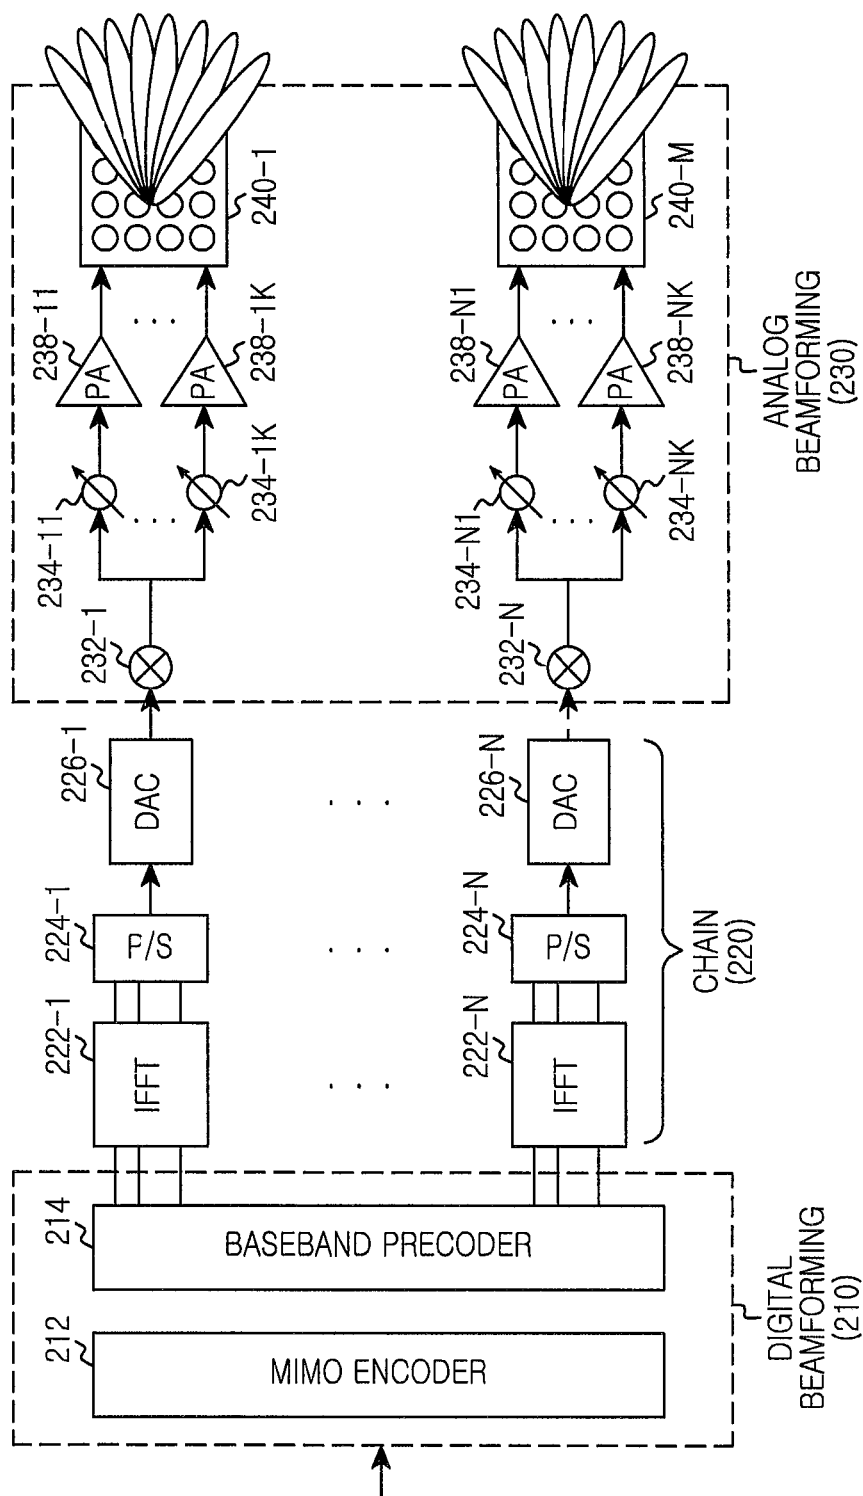 212
214
222-1
224-1
226-1
232-1
234-11
238-11
MIMO ENCODER
BASEBAND PRECODER
IFFT
P/S
DAC
PA
. . .
. . .
PA
234-1K
238-1K
240-1
. . .
. . .
. . .
222-N
224-N
226-N
232-N
234-N1
238-N1
IFFT
P/S
DAC
PA
. . .
. . .
PA
234-NK
238-NK
240-M
DIGITAL
BEAMFORMING
(210)
CHAIN
(220)
ANALOG
BEAMFORMING
(230)